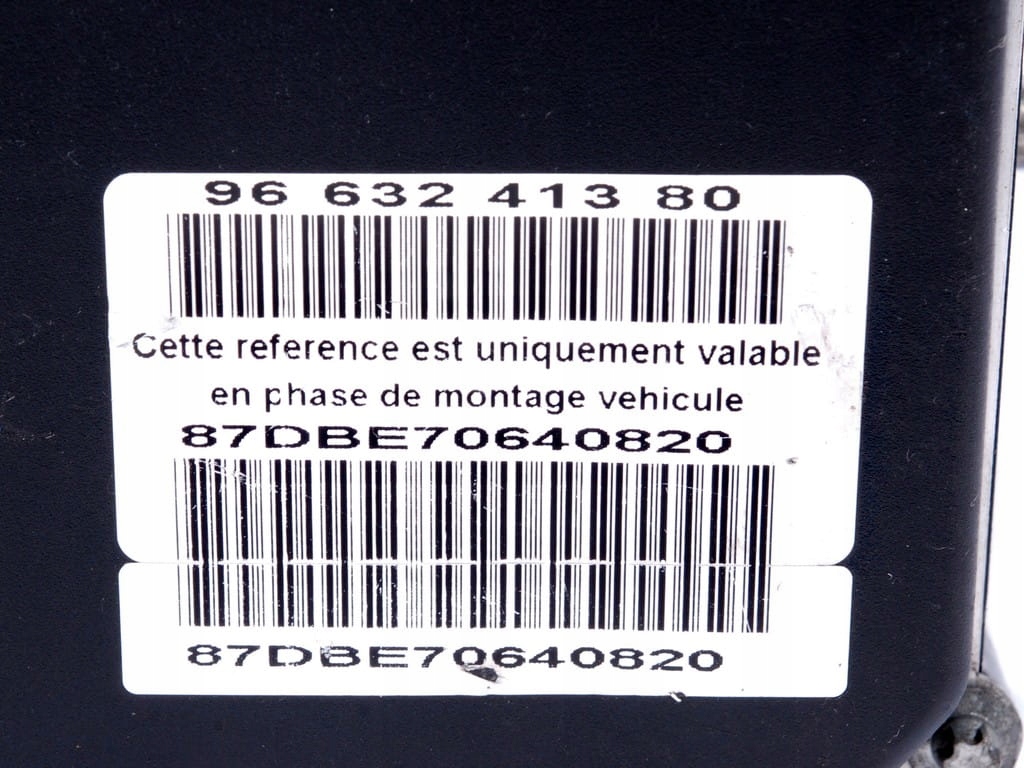 96 632 413 80
Cette reference est uniquement valable
en phase de montage vehicule
87DBE70640820
87DBE70640820